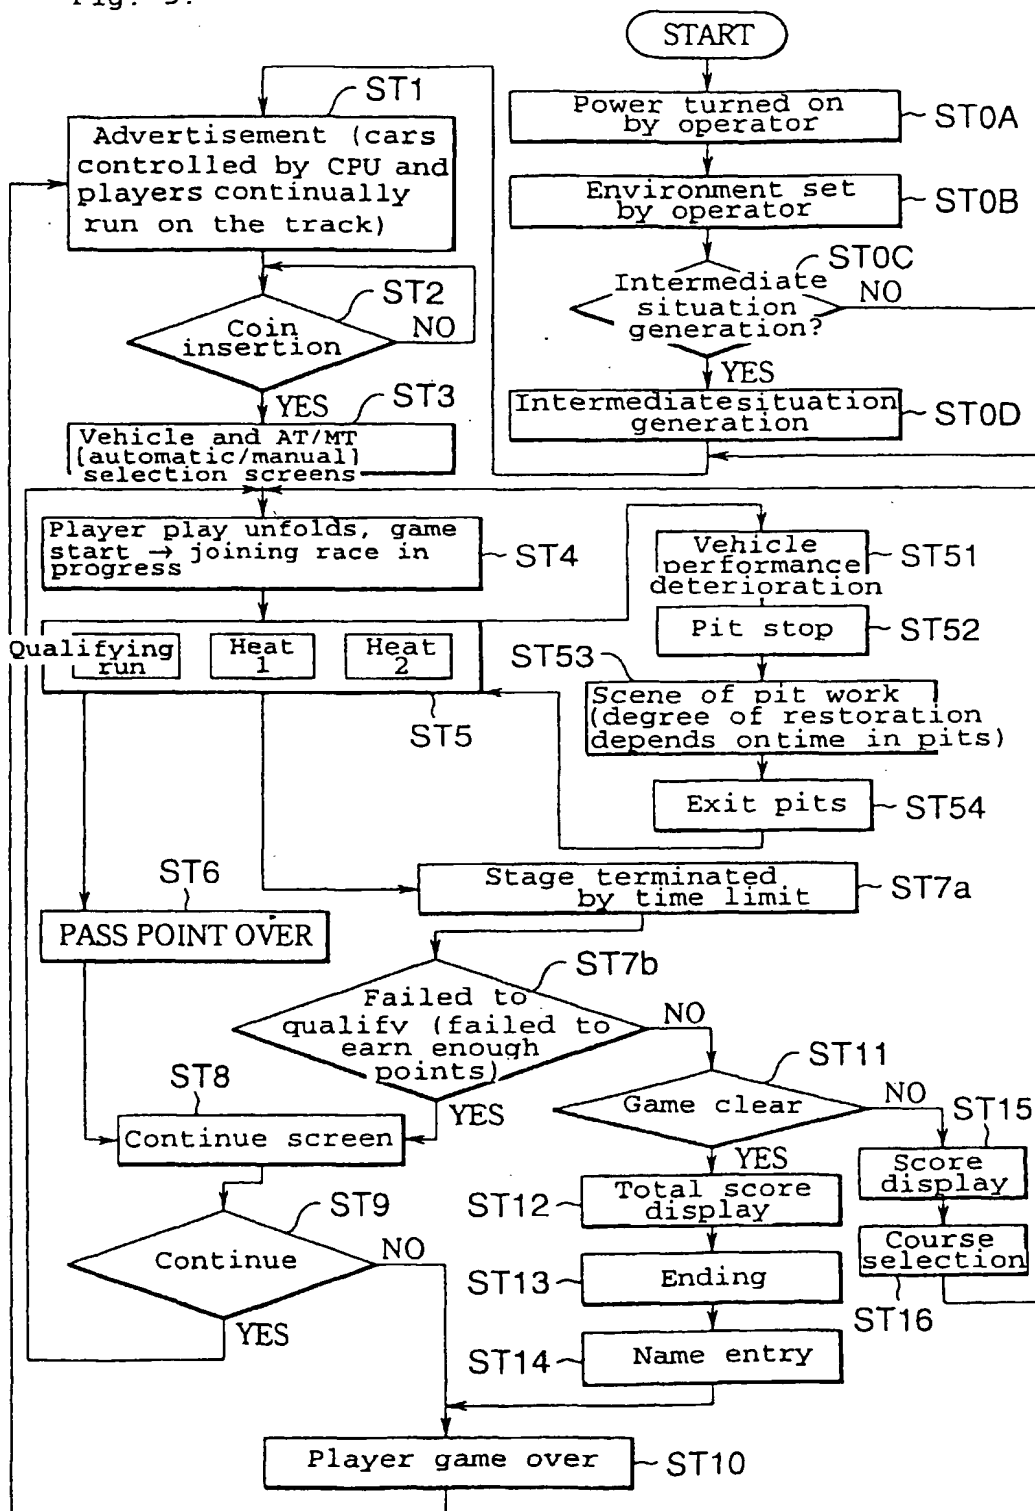 Fig. 5.
START
Power turned on
by operator
ST0A
Environment set
by operator
ST0B
ST0C
Intermediate
situation
generation?
NO
YES
Intermediatesituation
generation
ST0D
ST1
Advertisement (cars
controlled by CPU and
players continually
run on the track)
ST2
Coin
insertion
NO
YES
ST3
Vehicle and AT/MT
(automatic/manual)
selection screens
Player play unfolds, game
start → joining race in
progress
ST4
Qualifying
run
Heat
1
Heat
2
ST5
Vehicle
performance
deterioration
ST51
Pit stop
ST52
ST53
Scene of pit work
(degree of restoration
depends ontime in pits)
Exit pits
ST54
ST6
PASS POINT OVER
Stage terminated
by time limit
ST7a
ST7b
Failed to
qualify (failed to
earn enough
points)
NO
YES
ST8
Continue screen
ST9
Continue
NO
YES
ST11
Game clear
NO
YES
ST12
Total score
display
ST13
Ending
ST14
Name entry
ST15
Score
display
Course
selection
ST16
Player game over
ST10